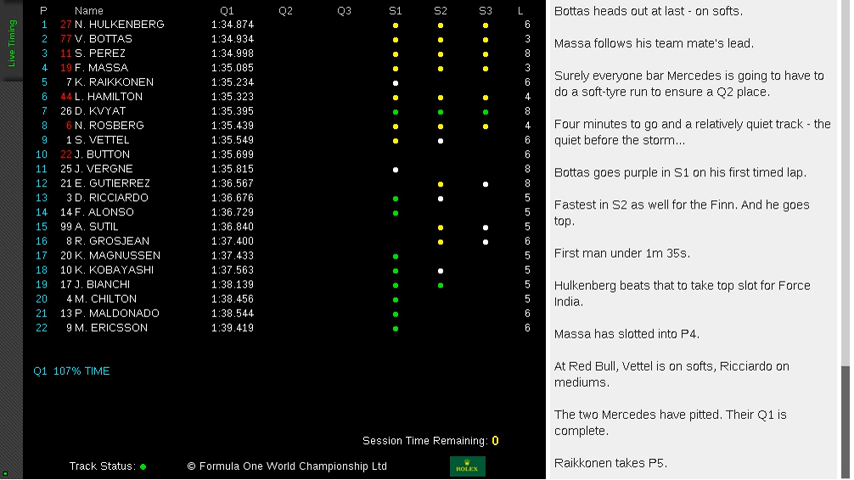 Live Timing
P Name Q1 Q2 Q3 S1 S2 S3 L
1 27 N. HULKENBERG 1:34.874 6
2 77 V. BOTTAS 1:34.934 3
3 11 S. PEREZ 1:34.998 8
4 19 F. MASSA 1:35.085 3
5 7 K. RAIKKONEN 1:35.234 6
6 44 L. HAMILTON 1:35.323 4
7 26 D. KVYAT 1:35.395 8
8 6 N. ROSBERG 1:35.439 4
9 1 S. VETTEL 1:35.549 6
10 22 J. BUTTON 1:35.699 6
11 25 J. VERGNE 1:35.815 8
12 21 E. GUTIERREZ 1:36.567 8
13 3 D. RICCIARDO 1:36.676 5
14 14 F. ALONSO 1:36.729 5
15 99 A. SUTIL 1:36.840 5
16 8 R. GROSJEAN 1:37.400 6
17 20 K. MAGNUSSEN 1:37.433 5
18 10 K. KOBAYASHI 1:37.563 5
19 17 J. BIANCHI 1:38.139 5
20 4 M. CHILTON 1:38.456 5
21 13 P. MALDONADO 1:38.544 6
22 9 M. ERICSSON 1:39.419 6
Q1 107% TIME
Session Time Remaining: 0
Track Status: © Formula One World Championship Ltd ROLEX
Bottas heads out at last - on softs.
Massa follows his team mate's lead.
Surely everyone bar Mercedes is going to have to
do a soft-tyre run to ensure a Q2 place.
Four minutes to go and a relatively quiet track - the
quiet before the storm...
Bottas goes purple in S1 on his first timed lap.
Fastest in S2 as well for the Finn. And he goes
top.
First man under 1m 35s.
Hulkenberg beats that to take top slot for Force
India.
Massa has slotted into P4.
At Red Bull, Vettel is on softs, Ricciardo on
mediums.
The two Mercedes have pitted. Their Q1 is
complete.
Raikkonen takes P5.